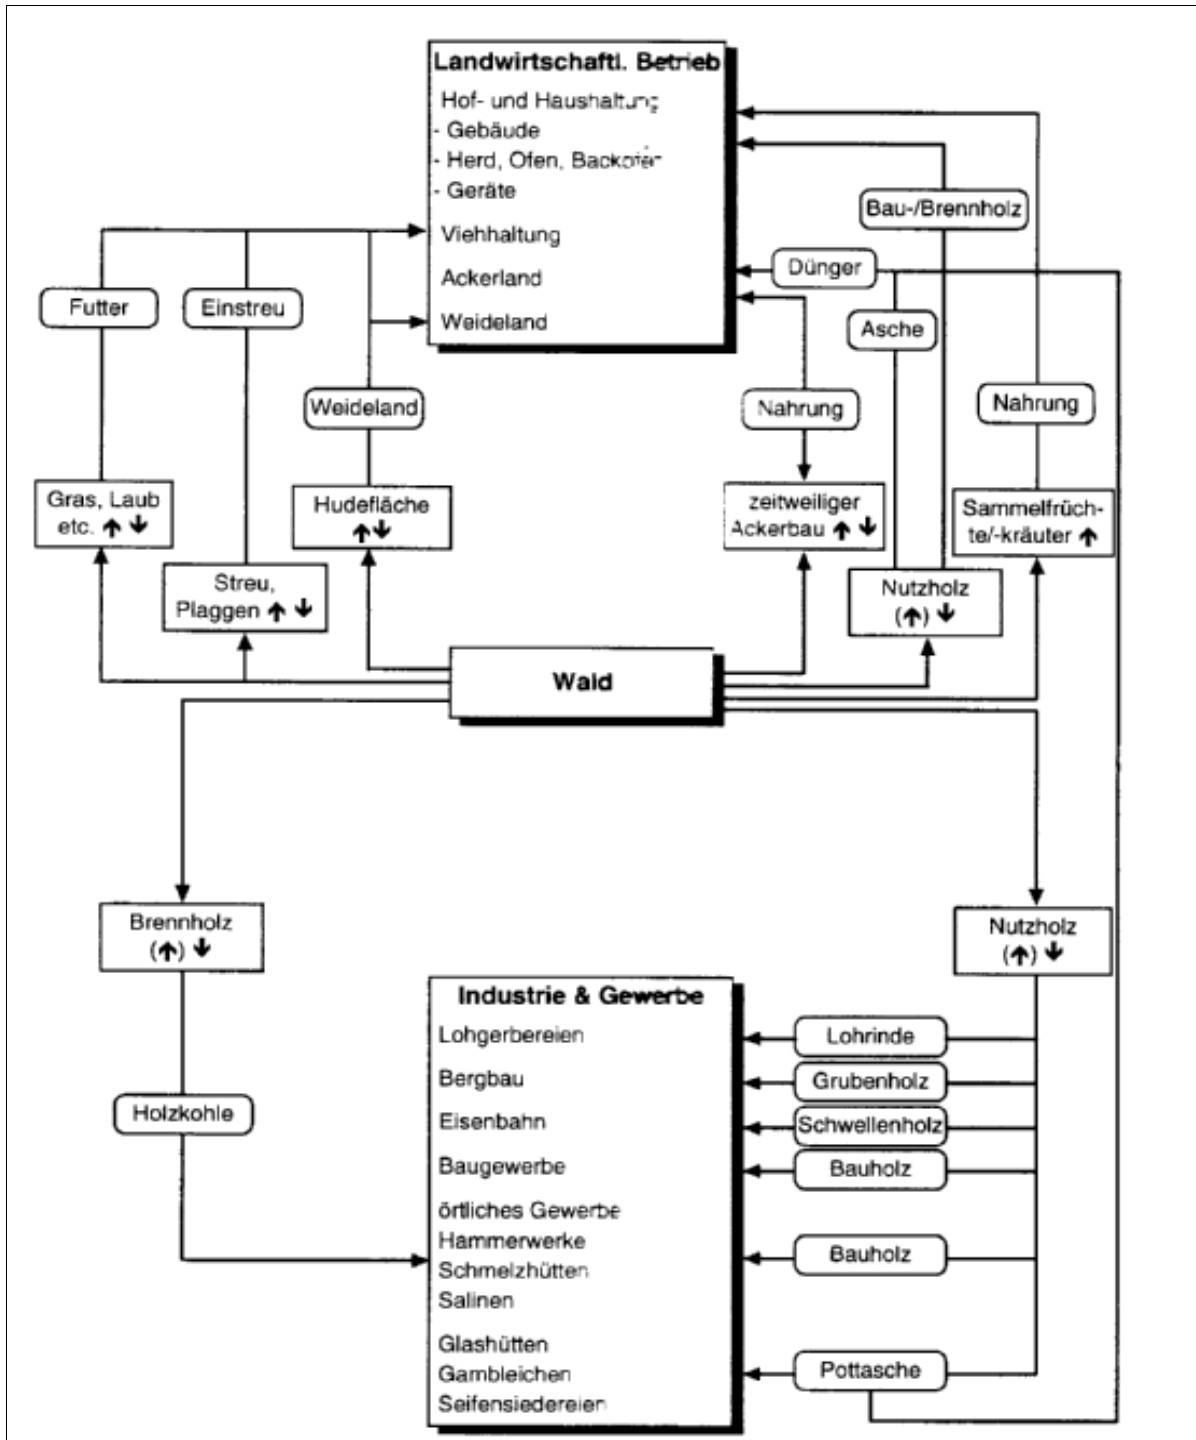 Landwirtschaftl. Betrieb
Hof- und Haushaltung
- Gebäude
- Herd, Ofen, Backofen
- Geräte
Viehhaltung
Ackerland
Weideland
Bau-/Brennholz
Dünger
Futter
Einstreu
Asche
Weideland
Nahrung
Nahrung
Gras, Laub
etc. ↑ ↓
Hudefläche
↑↓
zeitweiliger
Ackerbau ↑ ↓
Sammelfrüch-
te/-kräuter ↑
Streu,
Plaggen ↑ ↓
Nutzholz
(↑) ↓
Wald
Brennholz
(↑) ↓
Nutzholz
(↑) ↓
Industrie & Gewerbe
Lohgerbereien
Bergbau
Eisenbahn
Baugewerbe
örtliches Gewerbe
Hammerwerke
Schmelzhütten
Salinen
Glashütten
Garnbleichen
Seifensiedereien
Holzkohle
Lohrinde
Grubenholz
Schwellenholz
Bauholz
Bauholz
Pottasche